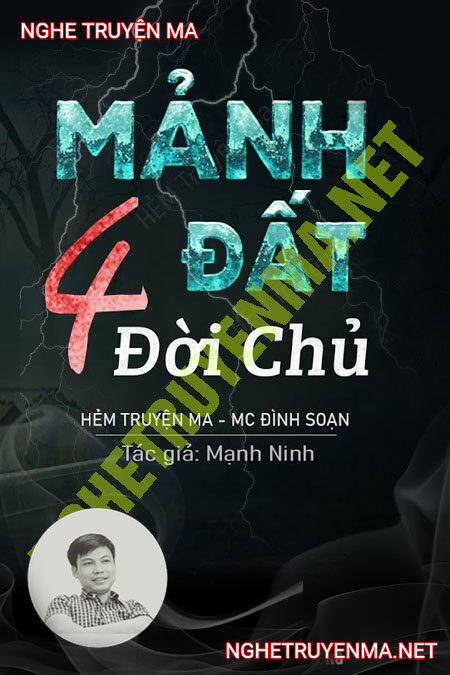 NGHE TRUYỆN MA
MẢNH
4 ĐẤT
Đời Chủ
HẺM TRUYỆN MA - MC ĐÌNH SOẠN
Tác giả: Mạnh Ninh
NGHETRUYENMA.NET
NGHETRUYENMA.NET